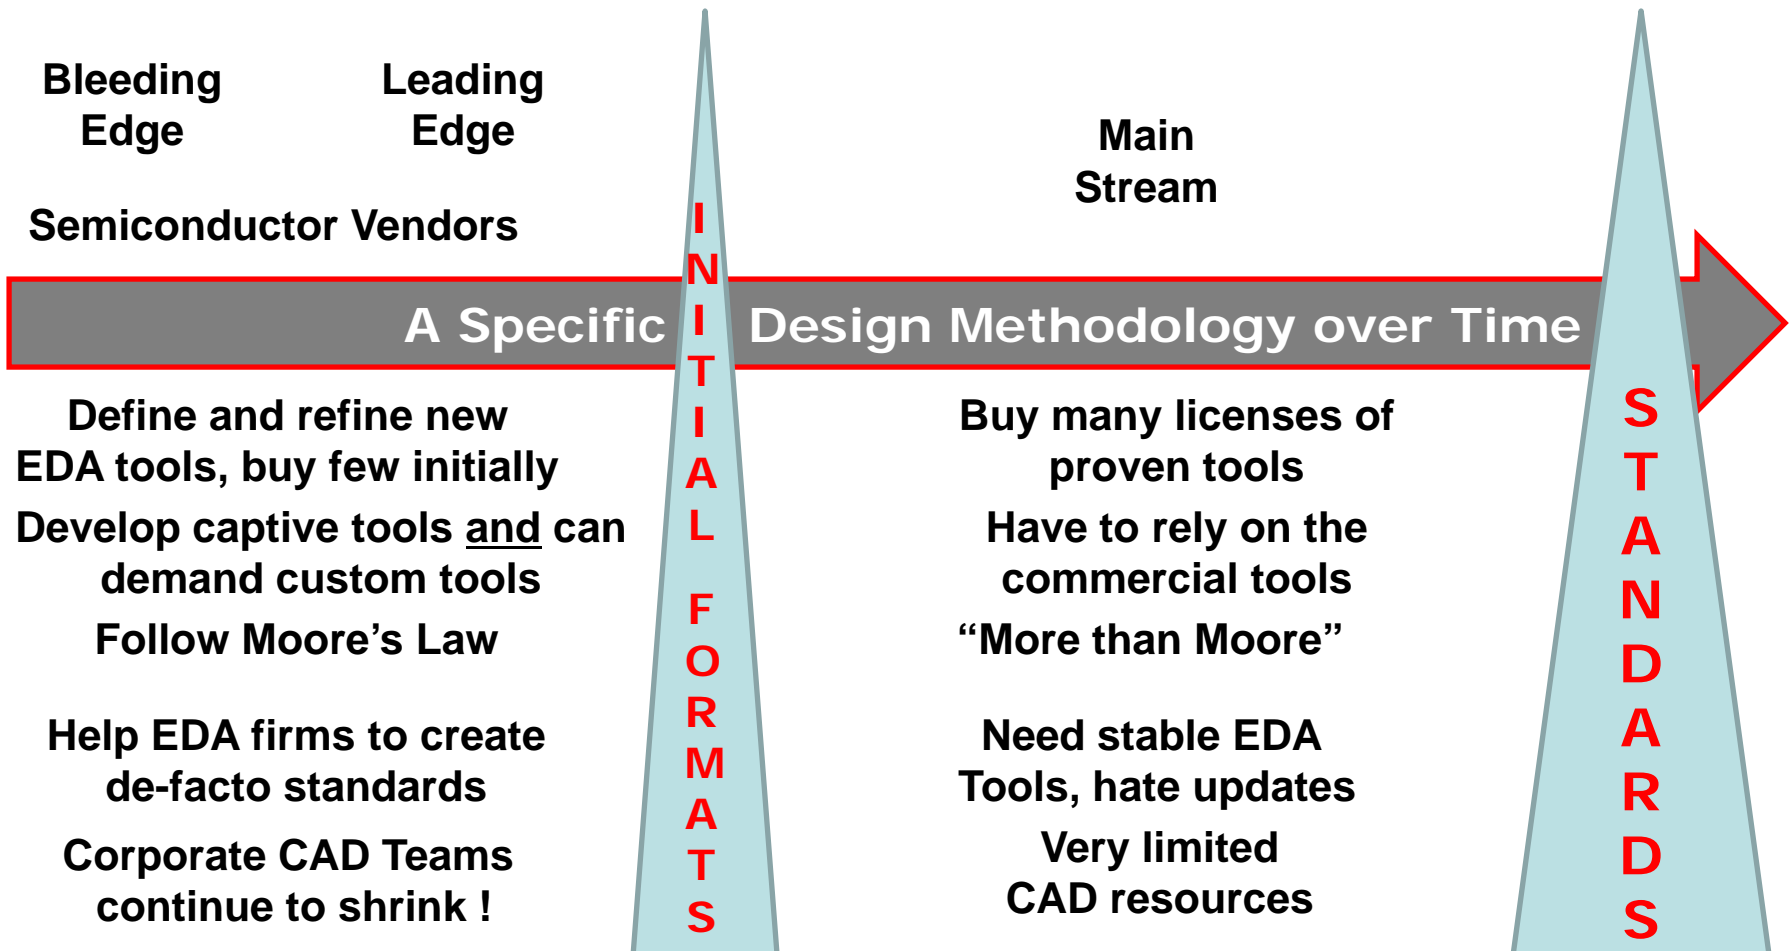 Bleeding
Edge
Leading
Edge
Semiconductor Vendors
Main
Stream
A Specific Design Methodology over Time
INITIAL FORMATS
Define and refine new
EDA tools, buy few initially
Develop captive tools and can
demand custom tools
Follow Moore’s Law
Help EDA firms to create
de-facto standards
Corporate CAD Teams
continue to shrink !
Buy many licenses of
proven tools
Have to rely on the
commercial tools
“More than Moore”
Need stable EDA
Tools, hate updates
Very limited
CAD resources
STANDARDS